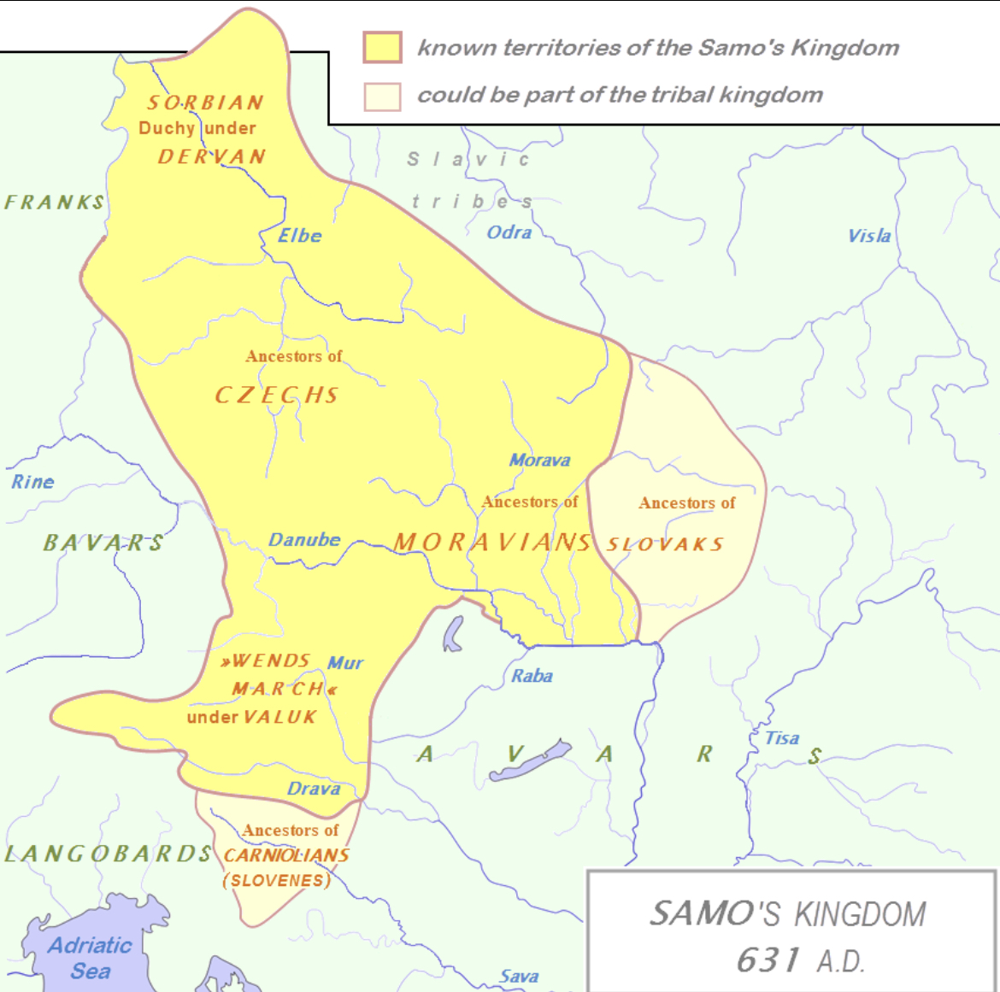 known territories of the Samo's Kingdom
could be part of the tribal kingdom
SORBIAN
Duchy under
DERVAN
Slavic
tribes
FRANKS
Elbe
Odra
Visla
Ancestors of
CZECHS
Morava
Rine
Ancestors of
Ancestors of
BAVARS
Danube
MORAVIANS
SLOVAKS
»WENDS
MARCH«
under VALUK
Mur
Raba
Tisa
AVARS
Drava
Ancestors of
CARNIOLIANS
(SLOVENES)
LANGOBARDS
SAMO'S KINGDOM
631 A.D.
Adriatic
Sea
Sava